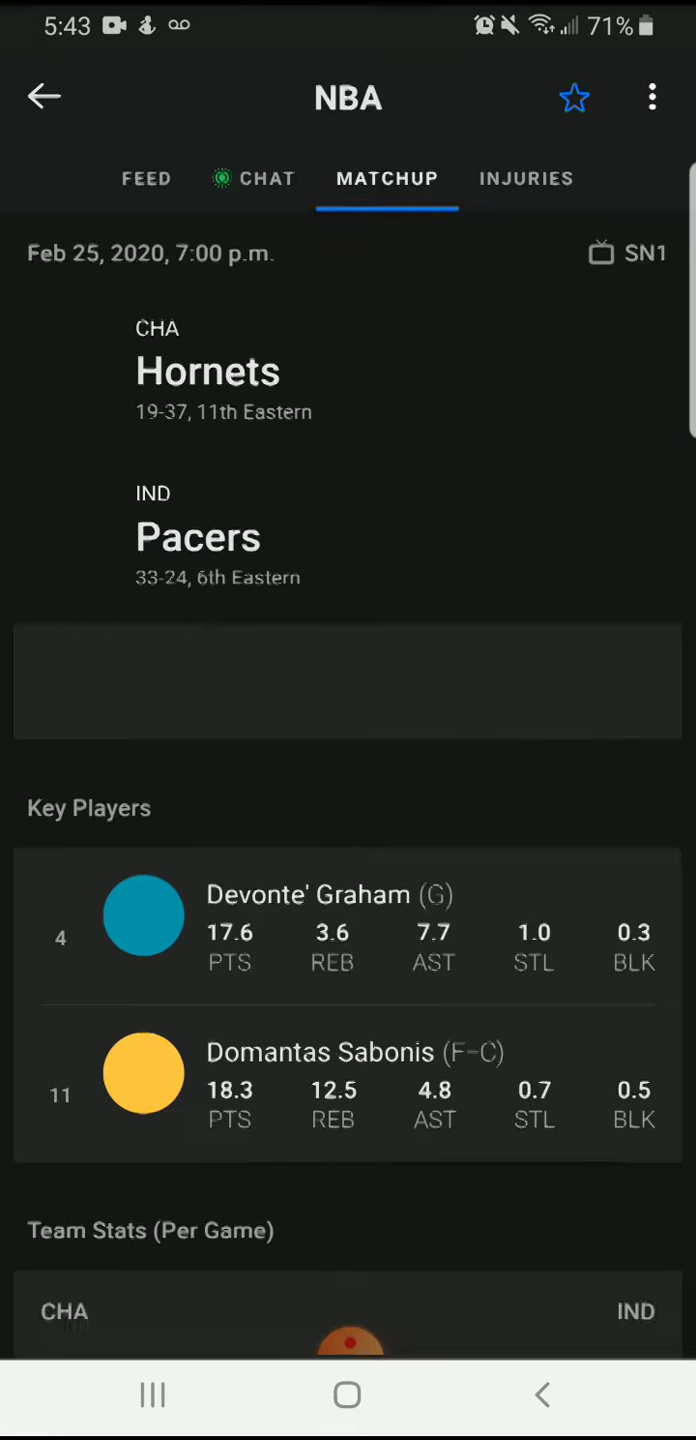 5:43 71%
NBA
FEED CHAT MATCHUP INJURIES
Feb 25, 2020, 7:00 p.m. SN1
CHA
Hornets
19-37, 11th Eastern
IND
Pacers
33-24, 6th Eastern
Key Players
Devonte' Graham (G)
4 17.6 3.6 7.7 1.0 0.3
PTS REB AST STL BLK
Domantas Sabonis (F-C)
11 18.3 12.5 4.8 0.7 0.5
PTS REB AST STL BLK
Team Stats (Per Game)
CHA IND